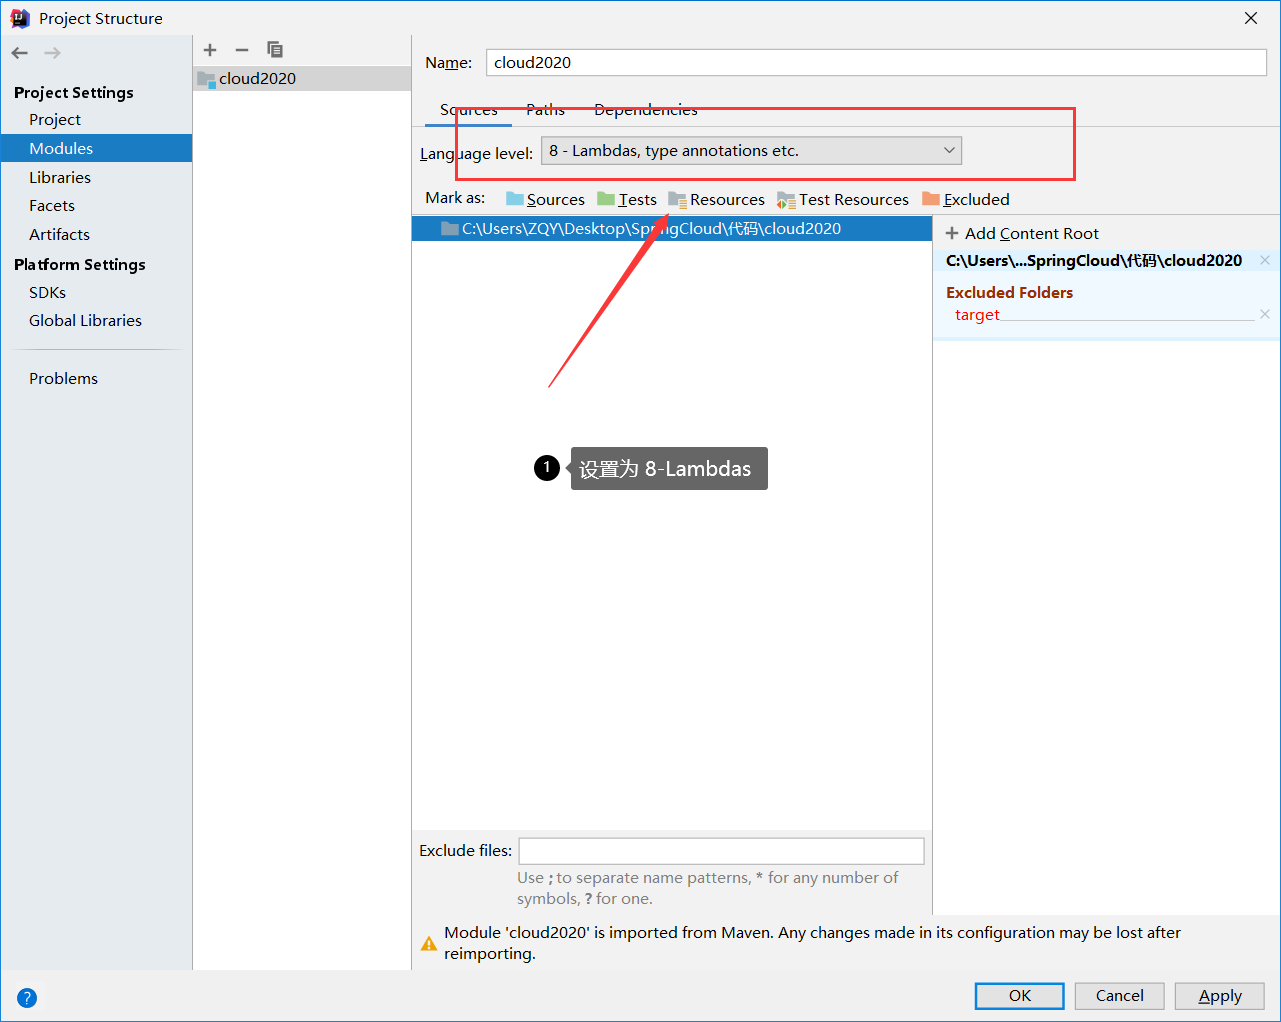 Project Structure
Project Settings
Project
Modules
Libraries
Facets
Artifacts
Platform Settings
SDKs
Global Libraries
Problems
cloud2020
Name: cloud2020
Sources Paths Dependencies
Language level: 8 - Lambdas, type annotations etc.
Mark as: Sources Tests Resources Test Resources Excluded
C:\Users\ZQY\Desktop\SpringCloud\代码\cloud2020
1 设置为 8-Lambdas
Add Content Root
C:\Users\...SpringCloud\代码\cloud2020
Excluded Folders
target
Exclude files:
Use ; to separate name patterns, * for any number of
symbols, ? for one.
Module 'cloud2020' is imported from Maven. Any changes made in its configuration may be lost after
reimporting.
? OK Cancel Apply